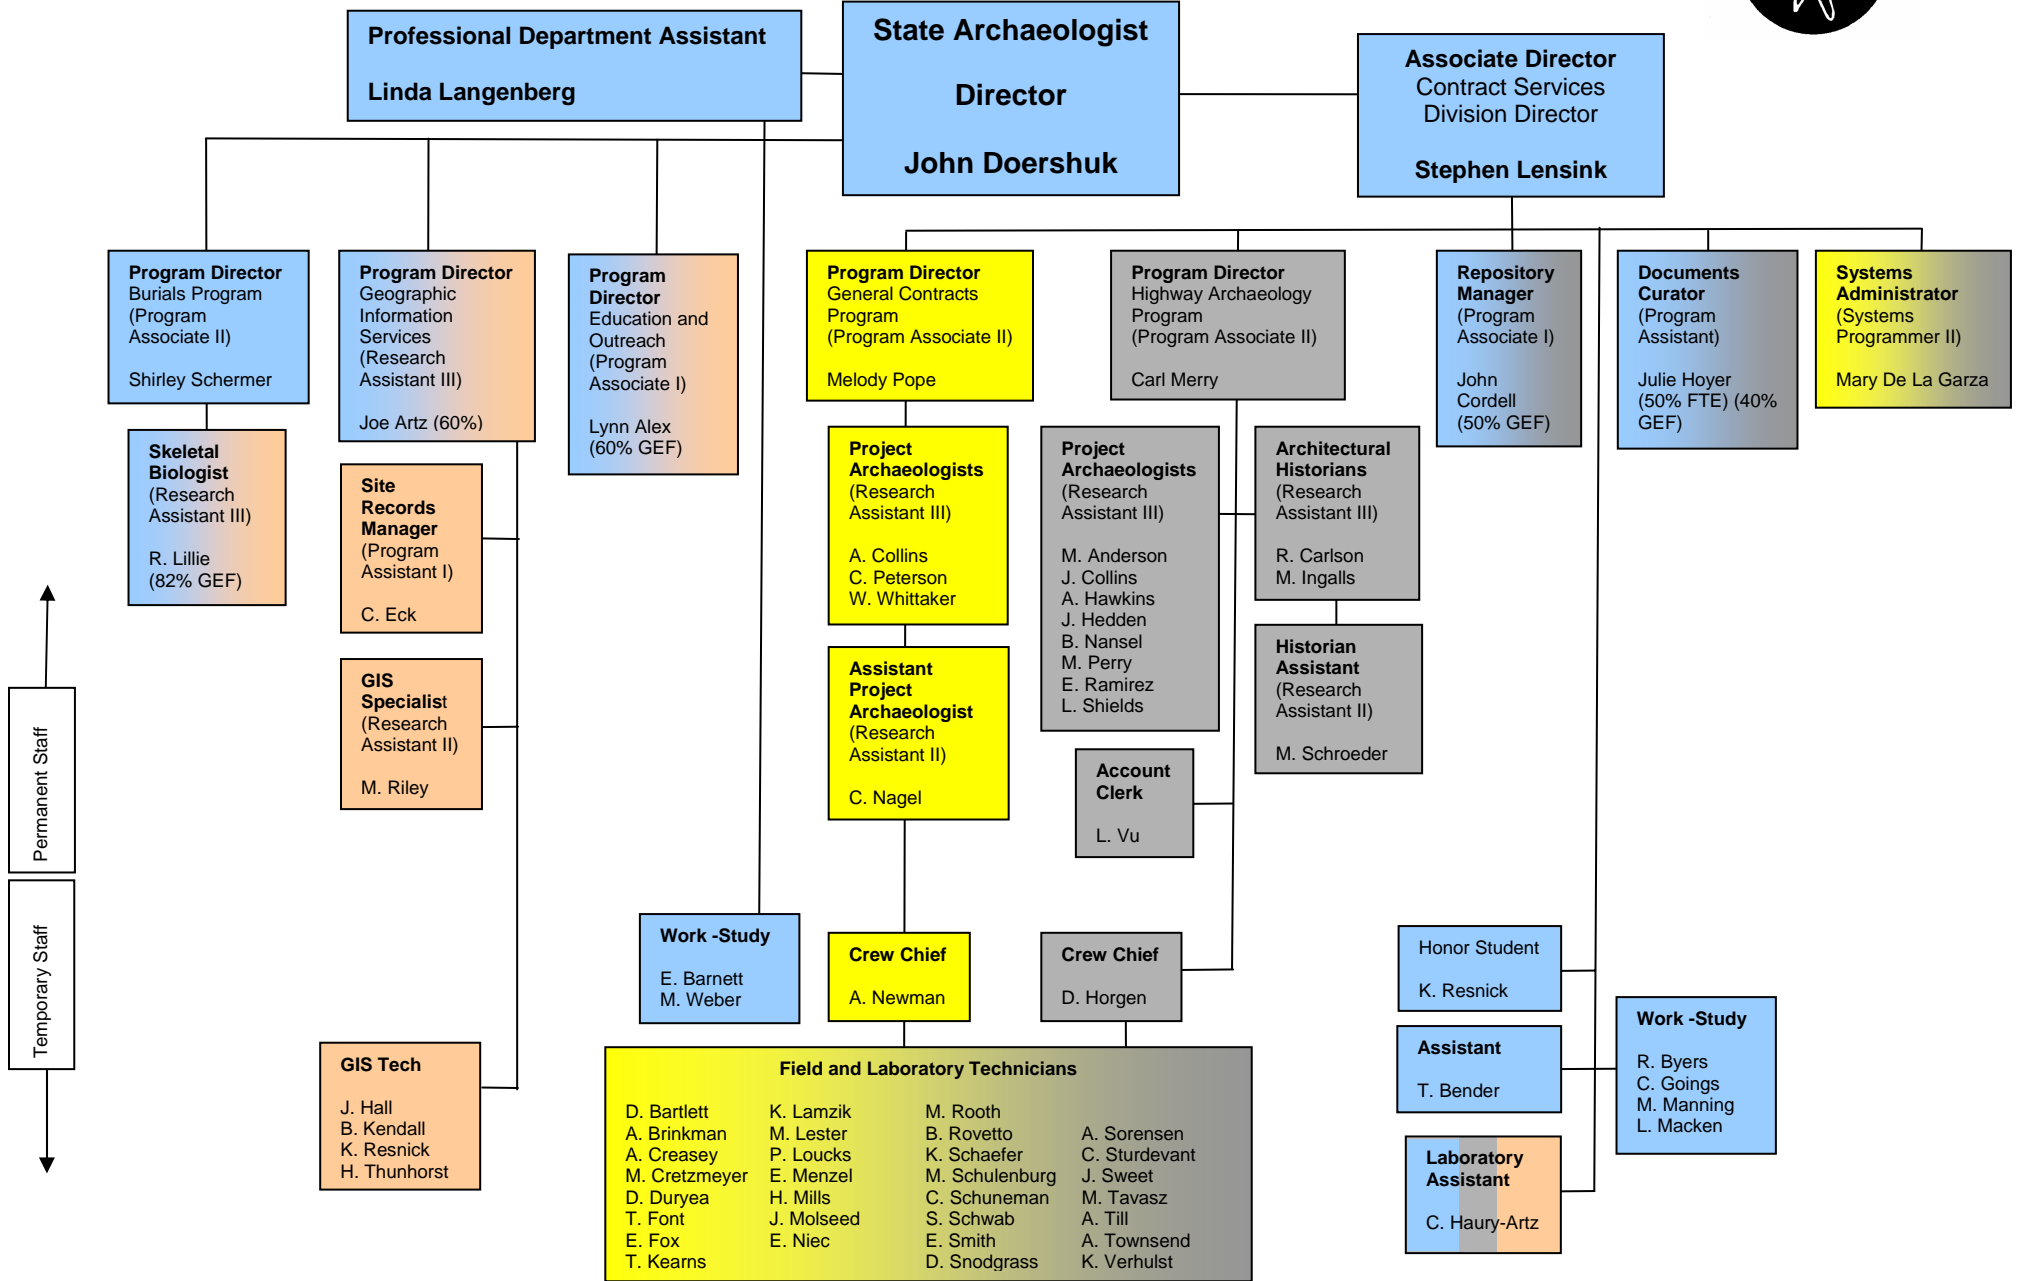 Professional Department Assistant
Linda Langenberg
State Archaeologist
Director
John Doershuk
Associate Director
Contract Services
Division Director
Stephen Lensink
Program Director
Burials Program
(Program
Associate II)
Shirley Schermer
Program Director
Geographic
Information
Services
(Research
Assistant III)
Joe Artz (60%)
Program
Director
Education and
Outreach
(Program
Associate I)
Lynn Alex
(60% GEF)
Program Director
General Contracts
Program
(Program Associate II)
Melody Pope
Program Director
Highway Archaeology
Program
(Program Associate II)
Carl Merry
Repository
Manager
(Program
Associate I)
John
Cordell
(50% GEF)
Documents
Curator
(Program
Assistant)
Julie Hoyer
(50% FTE) (40%
GEF)
Systems
Administrator
(Systems
Programmer II)
Mary De La Garza
Skeletal
Biologist
(Research
Assistant III)
R. Lillie
(82% GEF)
Site
Records
Manager
(Program
Assistant I)
C. Eck
GIS
Specialist
(Research
Assistant II)
M. Riley
Project
Archaeologists
(Research
Assistant III)
A. Collins
C. Peterson
W. Whittaker
Assistant
Project
Archaeologist
(Research
Assistant II)
C. Nagel
Project
Archaeologists
(Research
Assistant III)
M. Anderson
J. Collins
A. Hawkins
J. Hedden
B. Nansel
M. Perry
E. Ramirez
L. Shields
Architectural
Historians
(Research
Assistant III)
R. Carlson
M. Ingalls
Historian
Assistant
(Research
Assistant II)
M. Schroeder
Account
Clerk
L. Vu
Permanent Staff
Temporary Staff
Work -Study
E. Barnett
M. Weber
Crew Chief
A. Newman
Crew Chief
D. Horgen
Honor Student
K. Resnick
Assistant
T. Bender
Work -Study
R. Byers
C. Goings
M. Manning
L. Macken
Laboratory
Assistant
C. Haury-Artz
GIS Tech
J. Hall
B. Kendall
K. Resnick
H. Thunhorst
Field and Laboratory Technicians
D. Bartlett
A. Brinkman
A. Creasey
M. Cretzmeyer
D. Duryea
T. Font
E. Fox
T. Kearns
K. Lamzik
M. Lester
P. Loucks
E. Menzel
H. Mills
J. Molseed
E. Niec
M. Rooth
B. Rovetto
K. Schaefer
M. Schulenburg
C. Schuneman
S. Schwab
E. Smith
D. Snodgrass
A. Sorensen
C. Sturdevant
J. Sweet
M. Tavasz
A. Till
A. Townsend
K. Verhulst